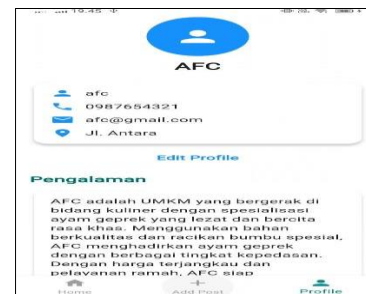 19.45
AFC
afc
0987654321
afc@gmail.com
Jl. Antara
Edit Profile
Pengalaman
AFC adalah UMKM yang bergerak di
bidang kuliner dengan spesialisasi
ayam geprek yang lezat dan bercita
rasa khas. Menggunakan bahan
berkualitas dan racikan bumbu spesial,
AFC menghadirkan ayam geprek
dengan berbagai tingkat kepedasan.
Dengan harga terjangkau dan
pelayanan ramah, AFC siap
Home
Add Post
Profile